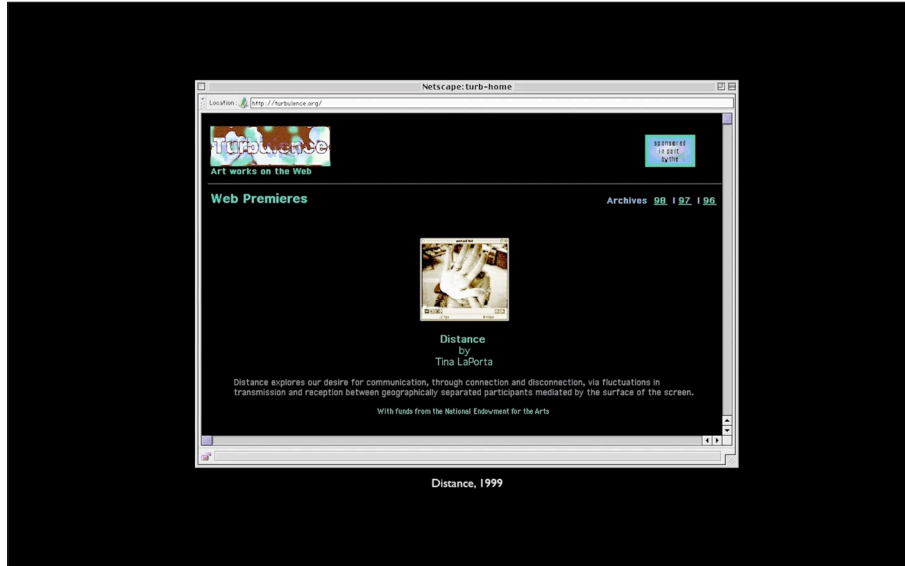 Netscape: turb-home
Location: http://turbulence.org/
Turbulence
sponsored
in part
by the
Art works on the Web
Web Premieres
Archives 98 | 97 | 96
Distance
by
Tina LaPorta
Distance explores our desire for communication, through connection and disconnection, via fluctuations in
transmission and reception between geographically separated participants mediated by the surface of the screen.
With funds from the National Endowment for the Arts
Distance, 1999